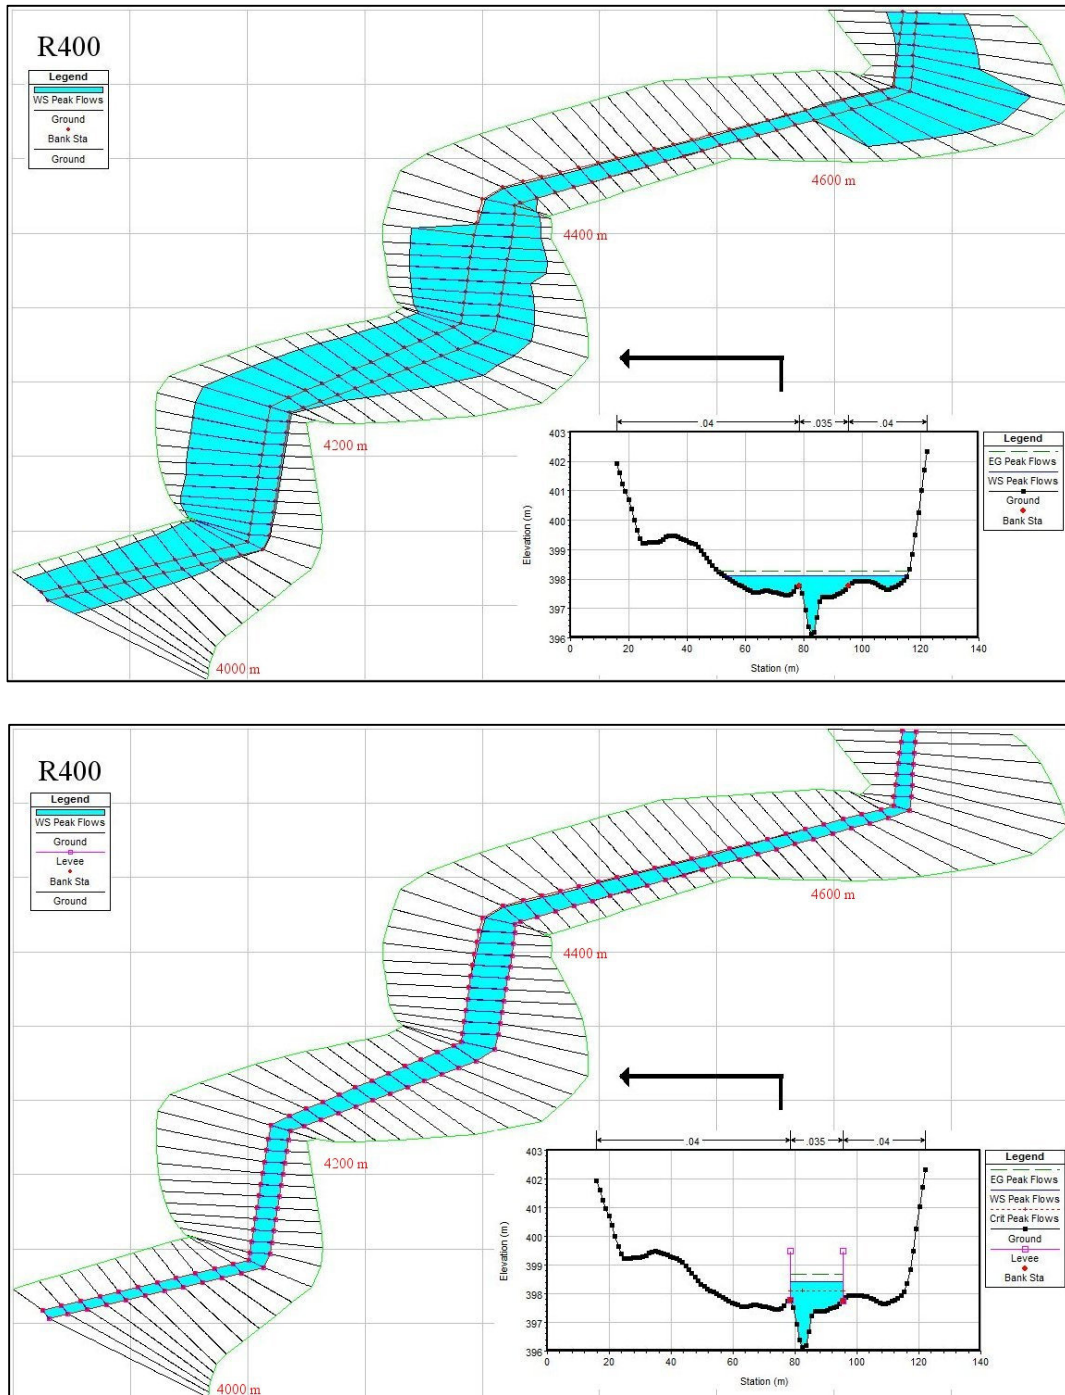 R400
Legend
WS Peak Flows
Ground
Bank Sta
Ground
4600 m
4400 m
4200 m
4000 m
.04 .035 .04
403
402
401
400
399
398
397
396
Elevation (m)
0 20 40 60 80 100 120 140
Station (m)
Legend
EG Peak Flows
WS Peak Flows
Ground
Bank Sta
R400
Legend
WS Peak Flows
Ground
Levee
Bank Sta
Ground
4600 m
4400 m
4200 m
4000 m
.04 .035 .04
403
402
401
400
399
398
397
396
Elevation (m)
0 20 40 60 80 100 120 140
Station (m)
Legend
EG Peak Flows
WS Peak Flows
Crit Peak Flows
Ground
Levee
Bank Sta